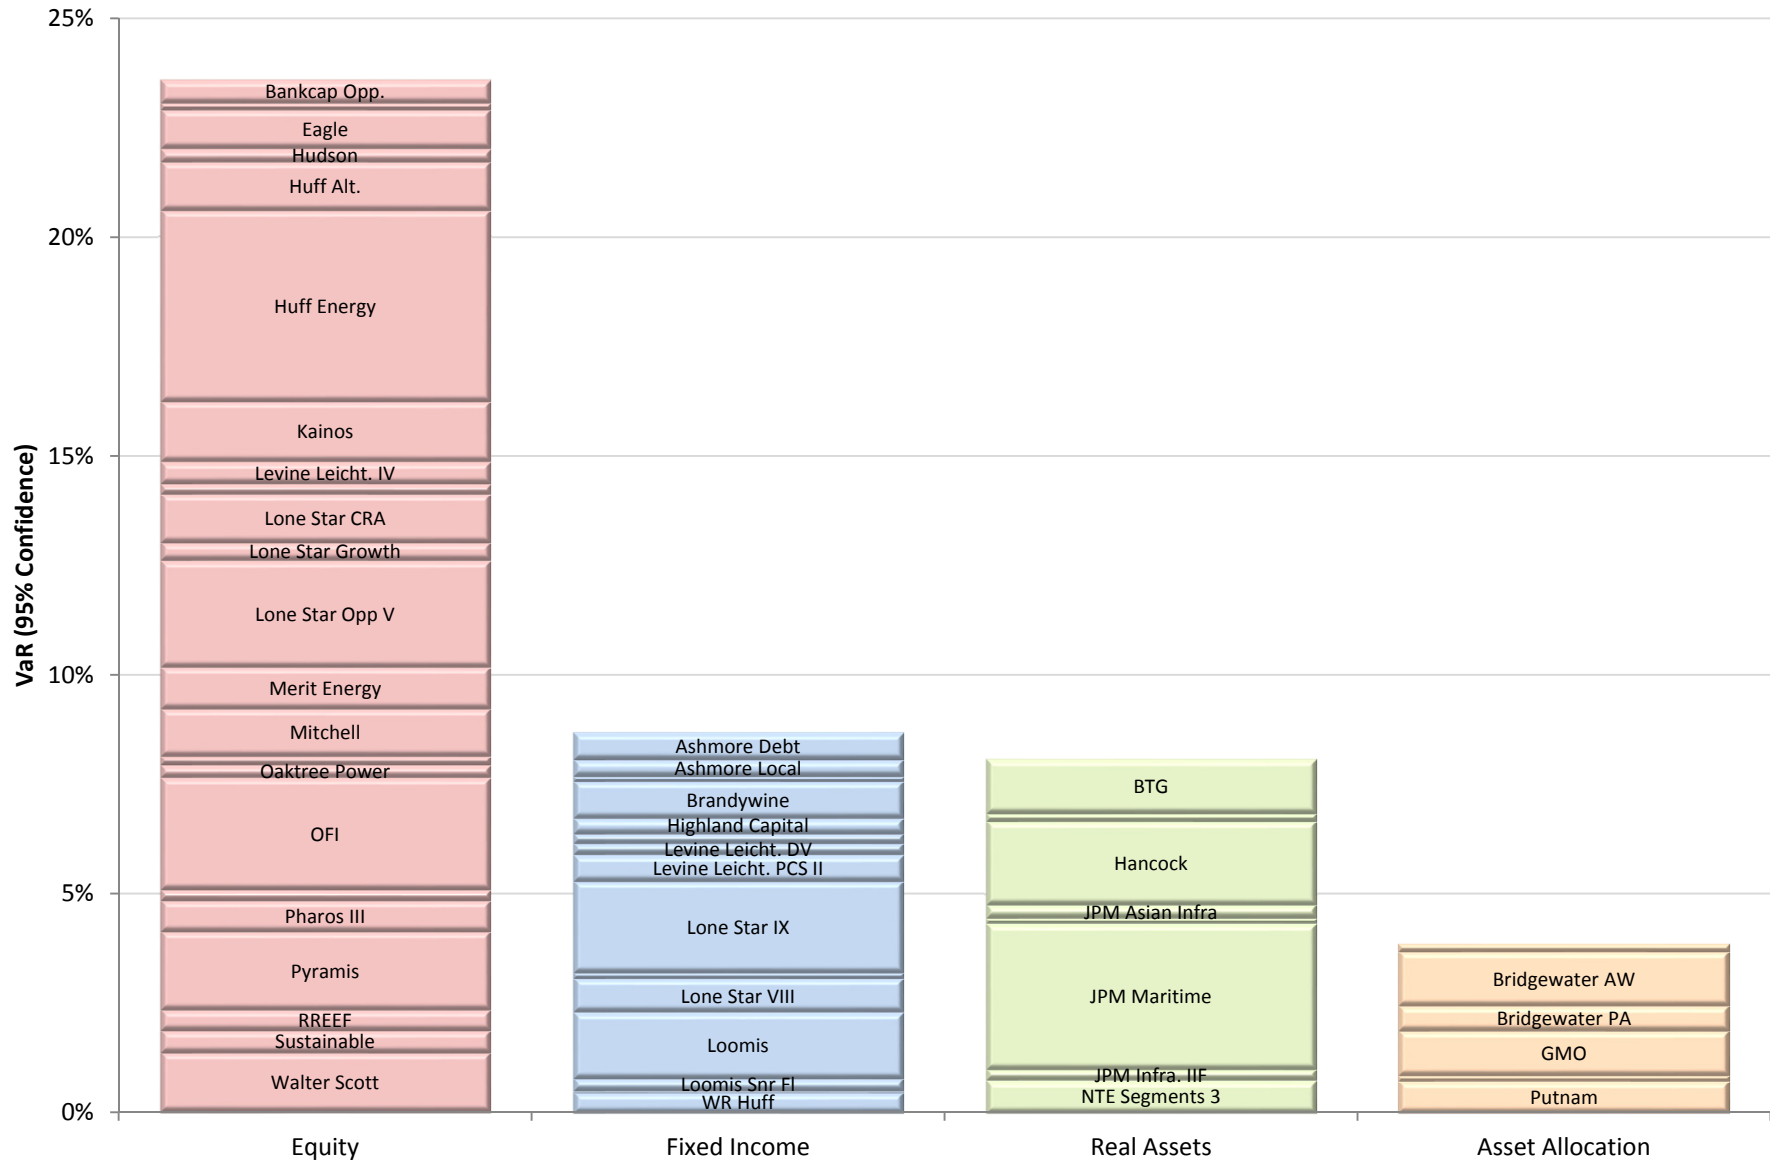 25%
20%
15%
10%
5%
0%
VaR (95% Confidence)
Bankcap Opp.
Eagle
Hudson
Huff Alt.
Huff Energy
Kainos
Levine Leicht. IV
Lone Star CRA
Lone Star Growth
Lone Star Opp V
Merit Energy
Mitchell
Oaktree Power
OFI
Pharos III
Pyramis
RREEF
Sustainable
Walter Scott
Ashmore Debt
Ashmore Local
Brandywine
Highland Capital
Levine Leicht. DV
Levine Leicht. PCS II
Lone Star IX
Lone Star VIII
Loomis
Loomis Snr Fl
WR Huff
BTG
Hancock
JPM Asian Infra
JPM Maritime
JPM Infra. IIF
NTE Segments 3
Bridgewater AW
Bridgewater PA
GMO
Putnam
Equity
Fixed Income
Real Assets
Asset Allocation